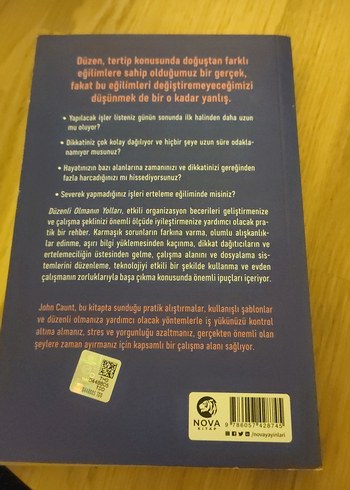 Düzen, tertip konusunda doğuştan farklı
eğilimlere sahip olduğumuz bir gerçek,
fakat bu eğilimleri değiştiremeyeceğimizi
düşünmek de bir o kadar yanlış.
• Yapılacak işler listeniz günün sonunda ilk halinden daha uzun
mu oluyor?
• Dikkatiniz çok kolay dağılıyor ve hiçbir şeye uzun süre odakla-
namıyor musunuz?
• Hayatınızın bazı alanlarına zamanınızı ve dikkatinizi gereğinden
fazla harcadığınızı mı hissediyorsunuz?
• Severek yapmadığınız işleri erteleme eğiliminde misiniz?
Düzenli Olmanın Yolları, etkili organizasyon becerileri geliştirmenize
ve çalışma şeklinizi önemli ölçüde iyileştirmenize yardımcı olacak pra-
tik bir rehber. Karmaşık sorunların farkına varma, olumlu alışkanlık-
lar edinme, aşırı bilgi yüklemesinden kaçınma, dikkat dağıtıcıların ve
ertelemeciliğin üstesinden gelme, çalışma alanını ve dosyalama sis-
temlerini düzenleme, teknolojiyi etkili bir şekilde kullanma ve evden
çalışmanın zorluklarıyla başa çıkma konusunda önemli ipuçları içeriyor.
John Caunt, bu kitapta sunduğu pratik alıştırmalar, kullanışlı şablonlar
ve düzenli olmanıza yardımcı olacak yöntemlerle iş yükünüzü kontrol
altına almanız, stres ve yorgunluğu azaltmanız, gerçekten önemli olan
şeylere zaman ayırmanız için kapsamlı bir çalışma alanı sağlıyor.
NOVA
KİTAP
9 786057 428745
/novayayinlari